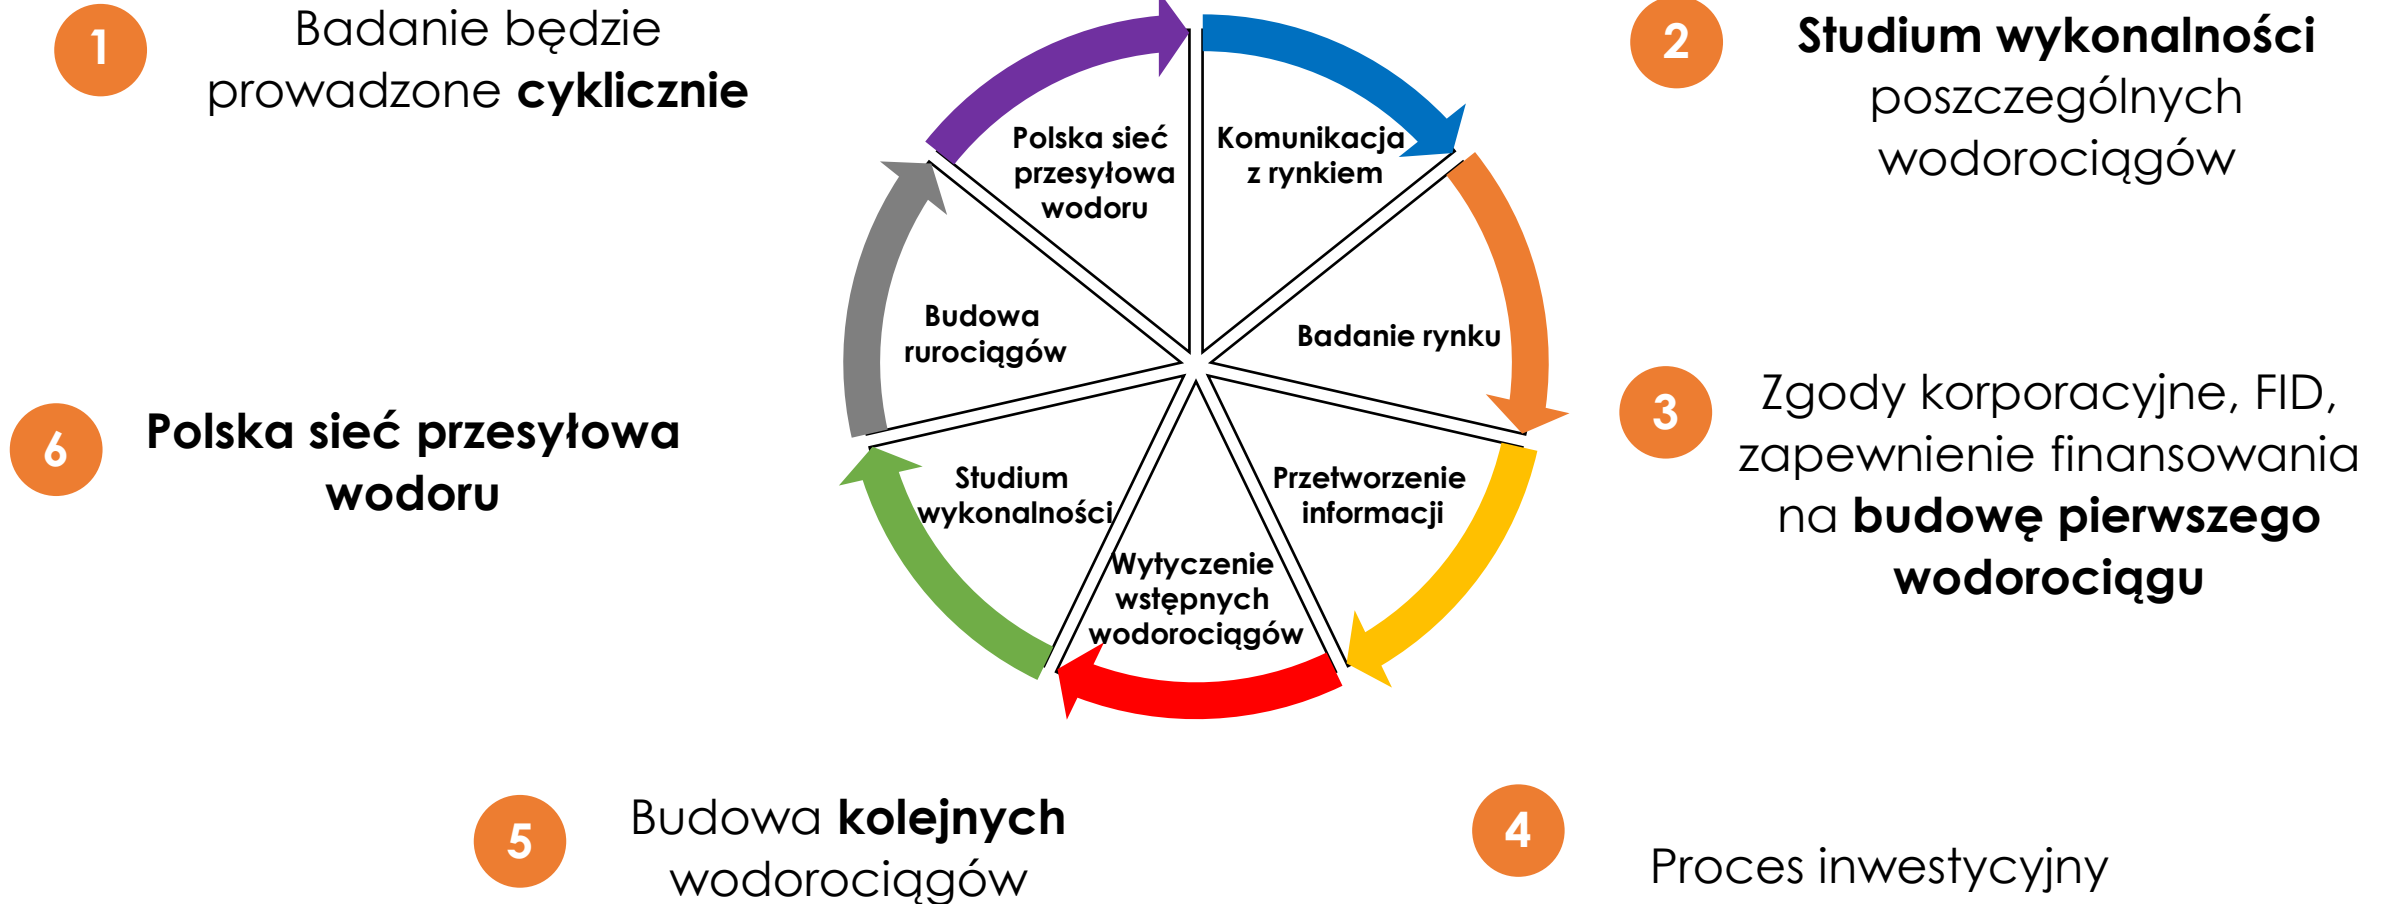 1
Badanie będzie
prowadzone cyklicznie
2
Studium wykonalności
poszczególnych
wodorociągów
3
Zgody korporacyjne, FID,
zapewnienie finansowania
na budowę pierwszego
wodorociągu
4
Proces inwestycyjny
5
Budowa kolejnych
wodorociągów
6
Polska sieć przesyłowa
wodoru
Komunikacja
z rynkiem
Badanie rynku
Przetworzenie
informacji
Wytyczenie
wstępnych
wodorociągów
Studium
wykonalności
Budowa
rurociągów
Polska sieć
przesyłowa
wodoru